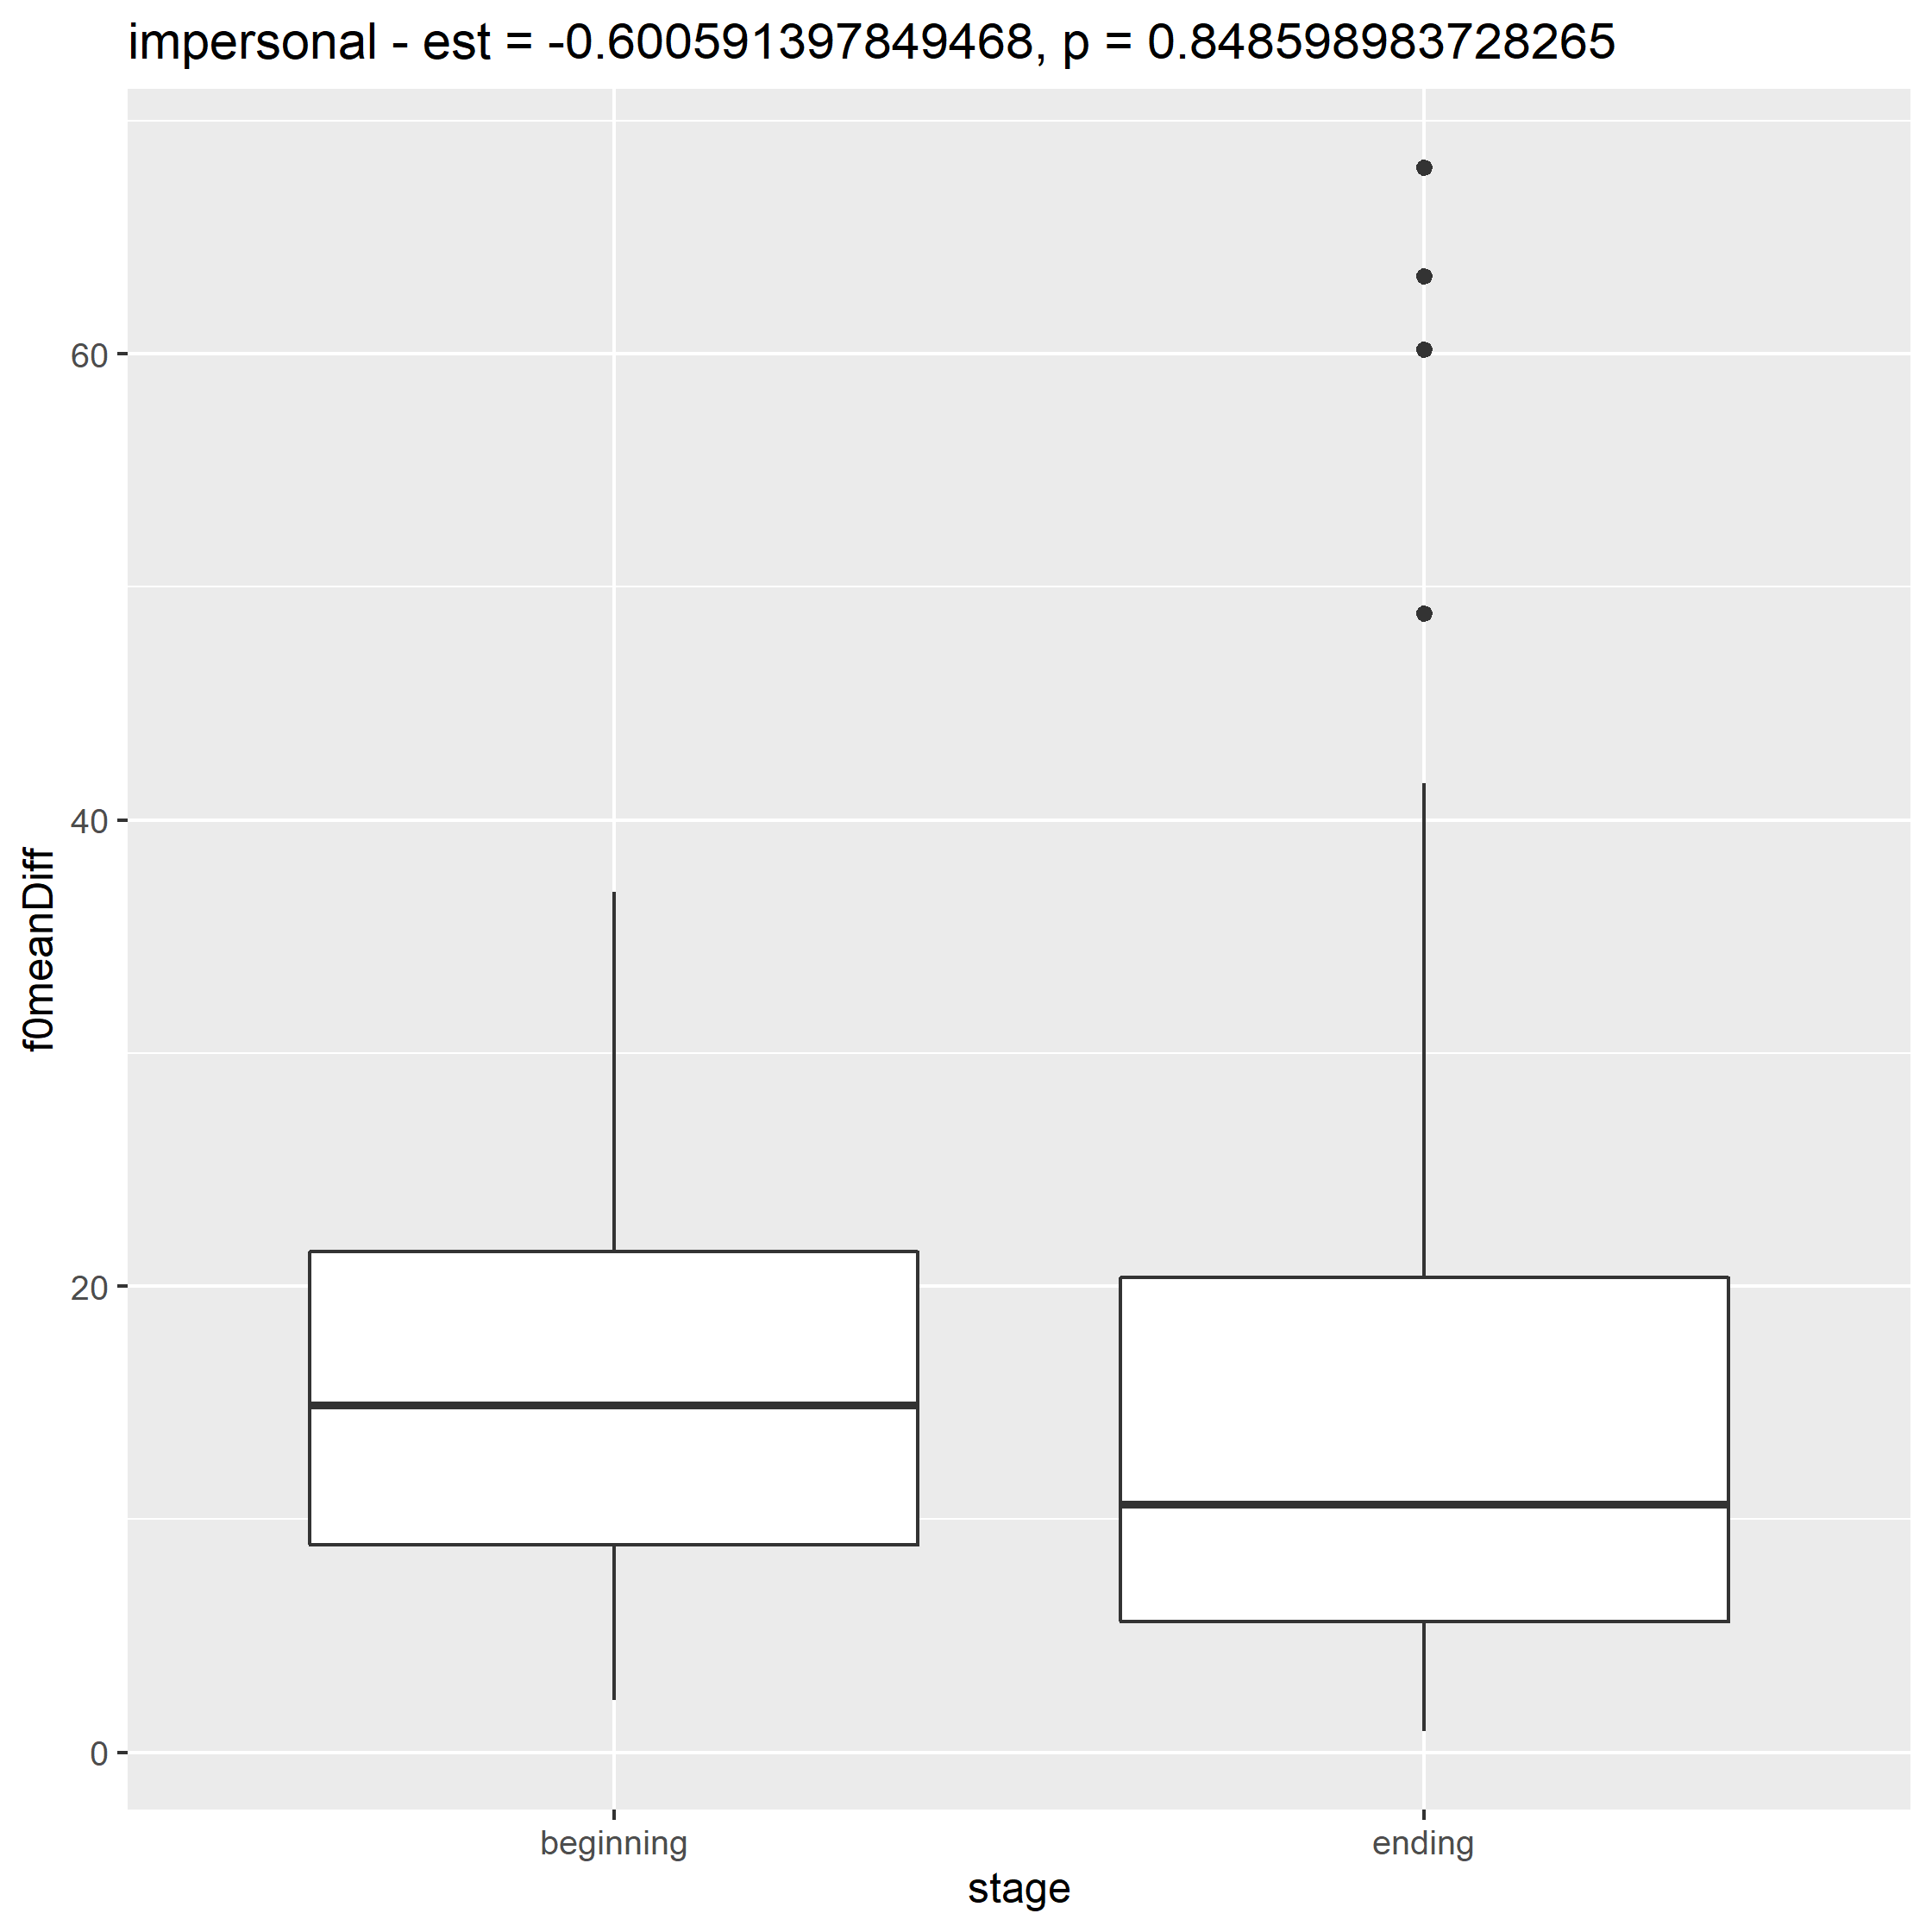 impersonal - est = -0.600591397849468, p = 0.848598983728265
f0meanDiff
60
40
20
0
beginning
ending
stage